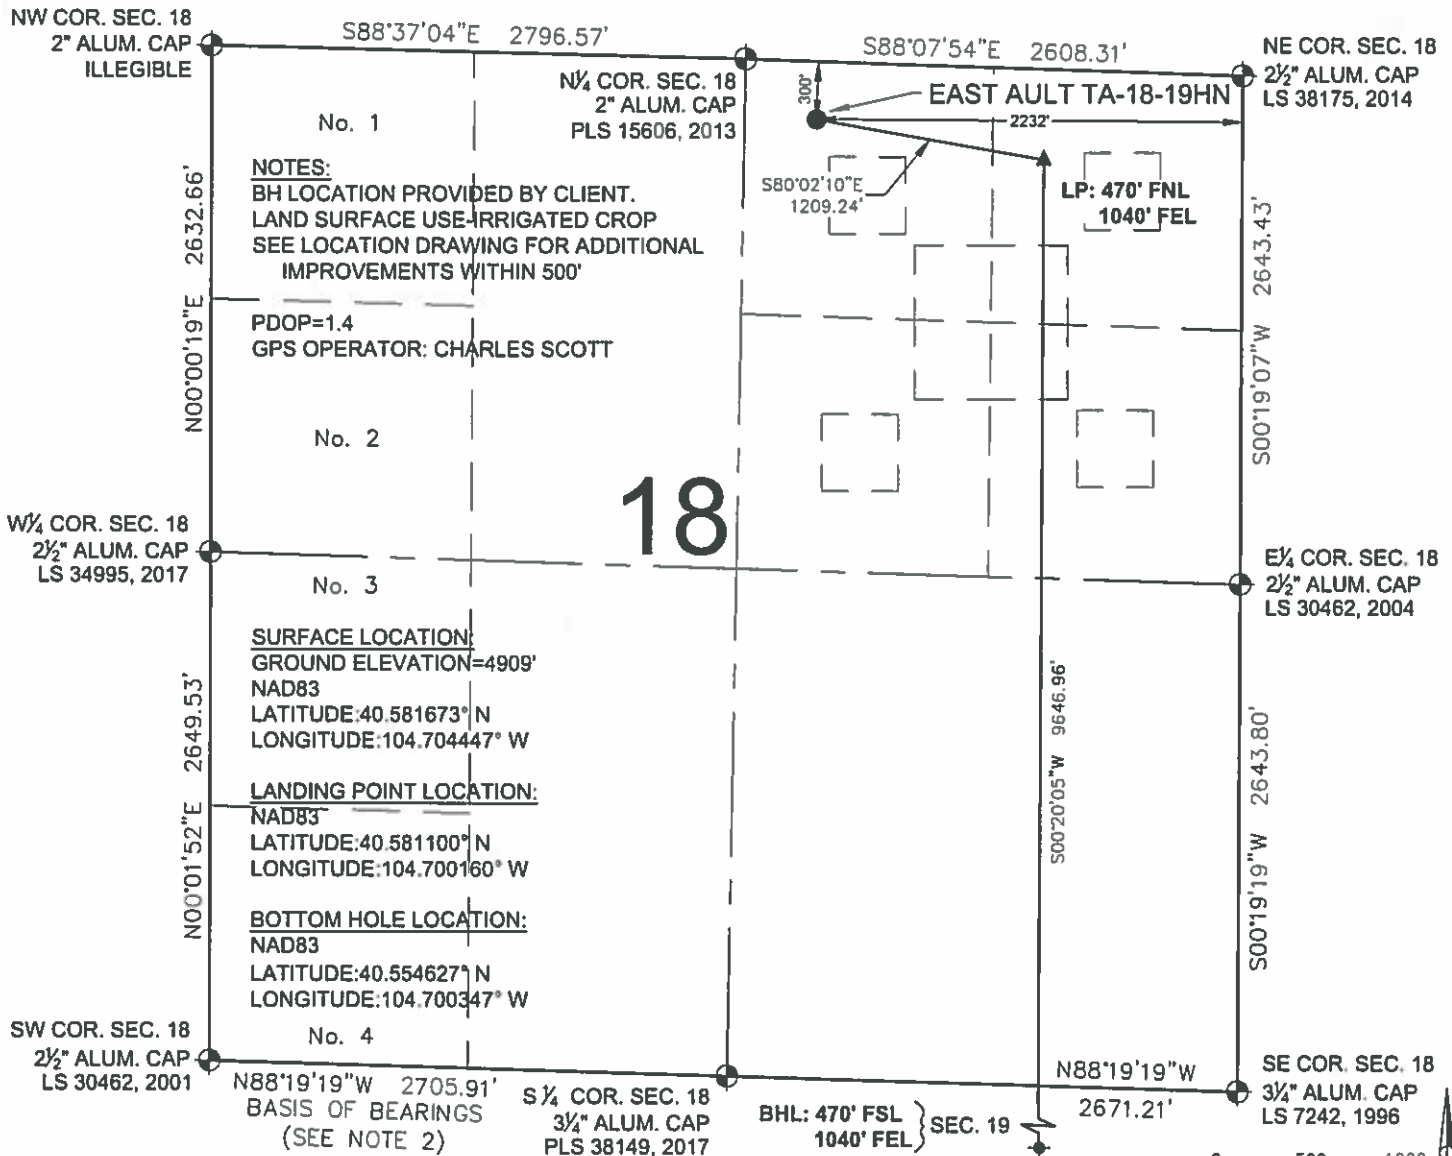 NW COR. SEC. 18
2" ALUM. CAP
ILLEGIBLE
S88°37'04"E 2796.57'
N¼ COR. SEC. 18
2" ALUM. CAP
PLS 15606, 2013
S88°07'54"E 2608.31'
NE COR. SEC. 18
2½" ALUM. CAP
LS 38175, 2014
300'
EAST AULT TA-18-19HN
2232'
S80°02'10"E
1209.24'
LP: 470' FNL
1040' FEL
No. 1
NOTES:
BH LOCATION PROVIDED BY CLIENT.
LAND SURFACE USE-IRRIGATED CROP
SEE LOCATION DRAWING FOR ADDITIONAL
IMPROVEMENTS WITHIN 500'
PDOP=1.4
GPS OPERATOR: CHARLES SCOTT
N00°00'19"E 2632.66'
S00°19'07"W 2643.43'
No. 2
18
W¼ COR. SEC. 18
2½" ALUM. CAP
LS 34995, 2017
E¼ COR. SEC. 18
2½" ALUM. CAP
LS 30462, 2004
No. 3
SURFACE LOCATION:
GROUND ELEVATION=4909'
NAD83
LATITUDE:40.581673° N
LONGITUDE:104.704447° W
LANDING POINT LOCATION:
NAD83
LATITUDE:40.581100° N
LONGITUDE:104.700160° W
BOTTOM HOLE LOCATION:
NAD83
LATITUDE:40.554627° N
LONGITUDE:104.700347° W
N00°01'52"E 2649.53'
S00°20'05"W 9646.96'
S00°19'19"W 2643.80'
No. 4
SW COR. SEC. 18
2½" ALUM. CAP
LS 30462, 2001
N88°19'19"W 2705.91'
BASIS OF BEARINGS
(SEE NOTE 2)
S ¼ COR. SEC. 18
3¼" ALUM. CAP
PLS 38149, 2017
BHL: 470' FSL
1040' FEL
SEC. 19
N88°19'19"W
2671.21'
SE COR. SEC. 18
3¼" ALUM. CAP
LS 7242, 1996